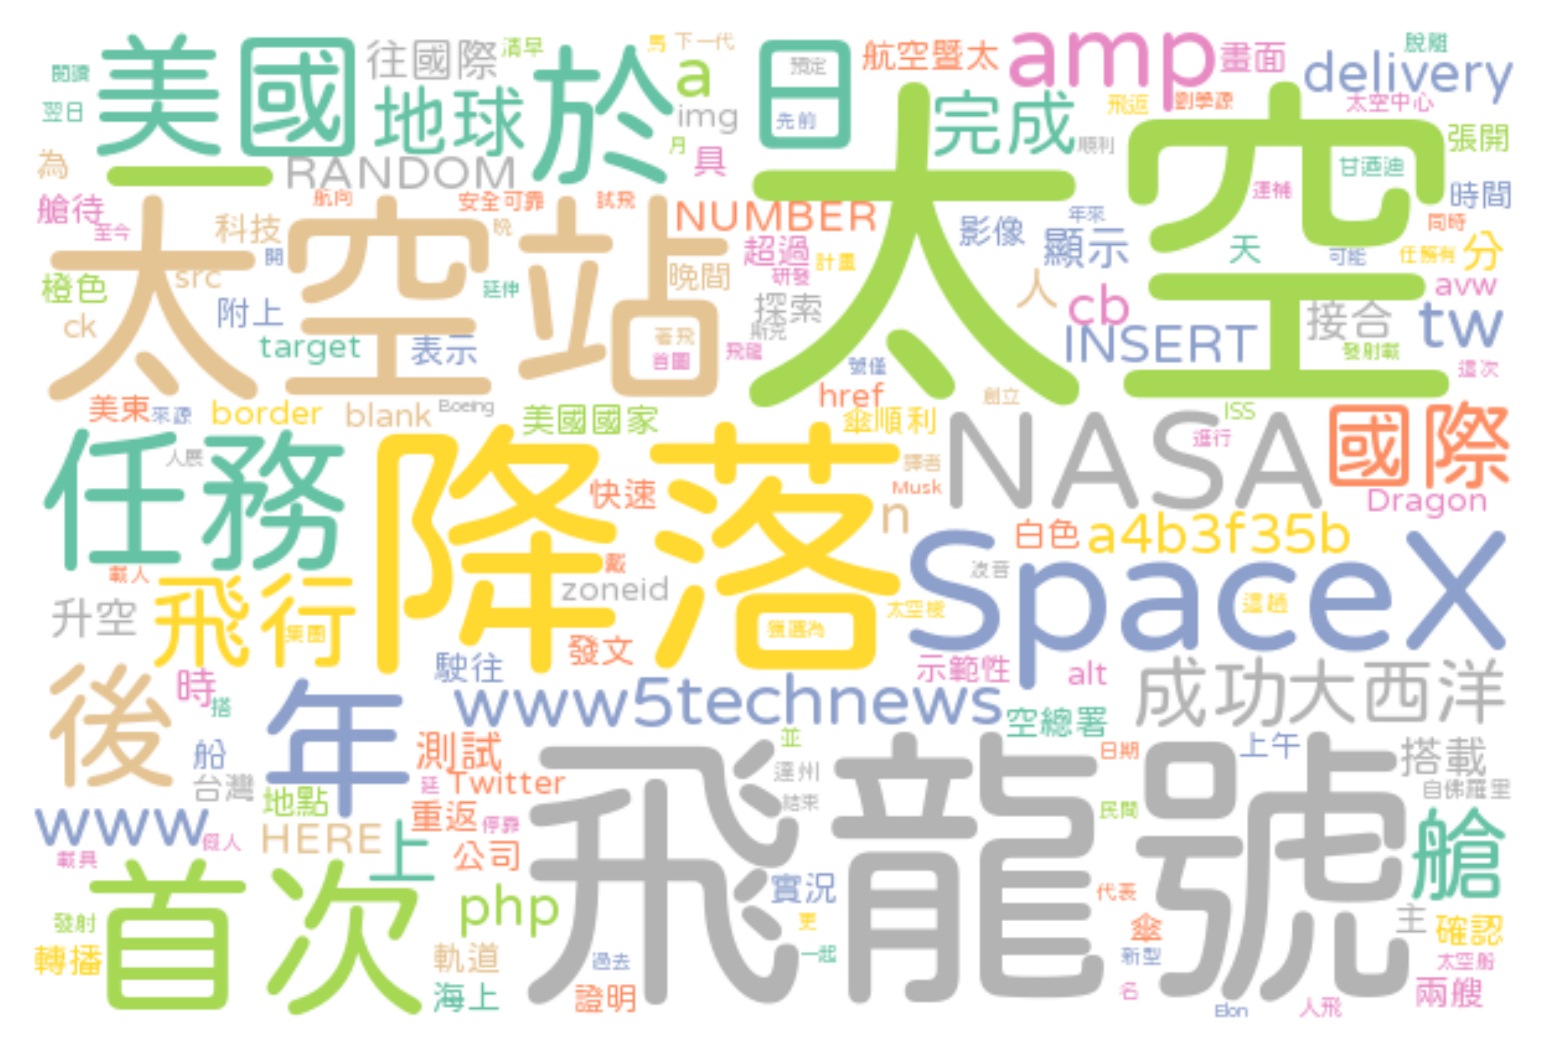 美國
於
日
太空
太空站
降落
任務
NASA
國際
SpaceX
飛龍號
首次
後
年
飛行
www5technews
www
成功
大西洋
地球
往國際
清早
馬
下一代
閱讀
翌日
為
RANDOM
a
img
月
具
預定
先前
航空暨太
amp
畫面
脫離
delivery
飛返
劉學源
太空中心
完成
順利
張開
甘迺迪
運補
時間
同時
艙待
至今
航向
安全可靠
試飛
NUMBER
影像
年來
顯示
天
可能
任務有
分
科技
晚
開
超過
計畫
研發
晚間
橙色
src
延伸
探索
斯克
人
cb
avw
ck
附上
著飛
首圖
飛龍
INSERT
接合
tw
發射載
target
表示
號僅
這次
href
創立
美東
來源
border
blank
Boeing
美國國家
傘順利
ISS
進行
人展
譯者
Musk
快速
n
Dragon
白色
a4b3f35b
載人
戴
次音
zoneid
太空梭
這趟
升空
集團
獲選為
發文
駛往
示範性
alt
時
搭
空總署
船
測試
並
日期
上午
搭載
台灣
延
Twitter
達州
自佛羅里
地點
結束
民間
重返
停靠
假人
HERE
上
載具
公司
艙
php
實況
代表
發射
更
傘
主
確認
轉播
軌道
過去
一起
新型
太空船
海上
證明
名
兩艘
Elon
人飛